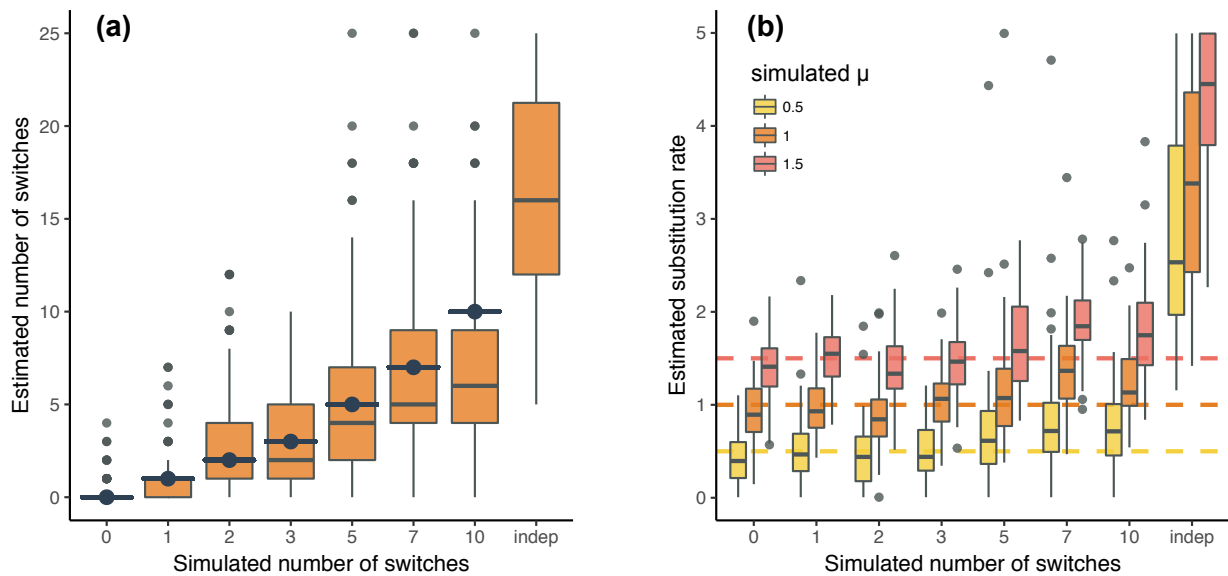 (a)
Estimated number of switches
25
20
15
10
5
0
0 1 2 3 5 7 10 indep
Simulated number of switches
(b)
simulated μ
0.5
1
1.5
Estimated substitution rate
5
4
3
2
1
0
0 1 2 3 5 7 10 indep
Simulated number of switches